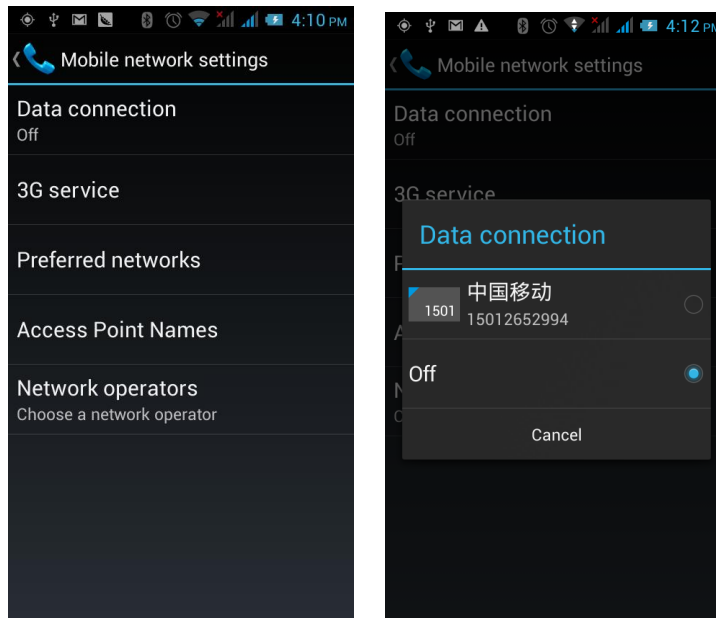 4:10 PM
Mobile network settings
Data connection
Off
3G service
Preferred networks
Access Point Names
Network operators
Choose a network operator
4:12 PM
Mobile network settings
Data connection
Off
3G service
Data connection
中国移动
1501
15012652994
Off
Cancel